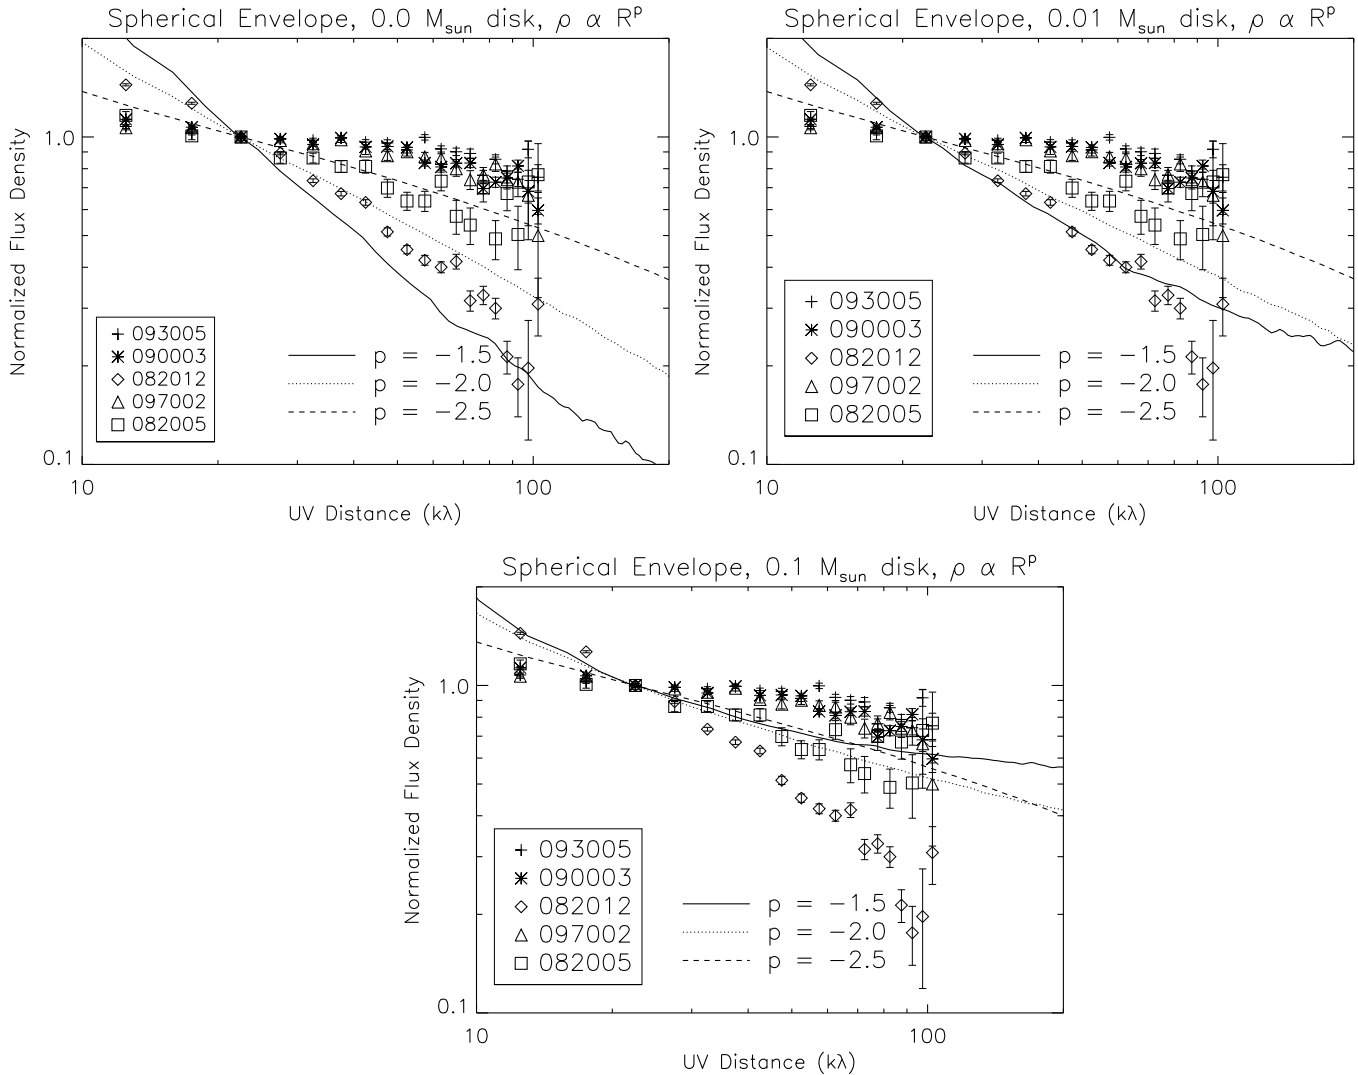 Spherical Envelope, 0.0 Msun disk, ρ α R^p
Normalized Flux Density
1.0
0.1
10
100
UV Distance (kλ)
093005
090003
082012
097002
082005
p = −1.5
p = −2.0
p = −2.5
Spherical Envelope, 0.01 Msun disk, ρ α R^p
Normalized Flux Density
1.0
0.1
10
100
UV Distance (kλ)
093005
090003
082012
097002
082005
p = −1.5
p = −2.0
p = −2.5
Spherical Envelope, 0.1 Msun disk, ρ α R^p
Normalized Flux Density
1.0
0.1
10
100
UV Distance (kλ)
093005
090003
082012
097002
082005
p = −1.5
p = −2.0
p = −2.5